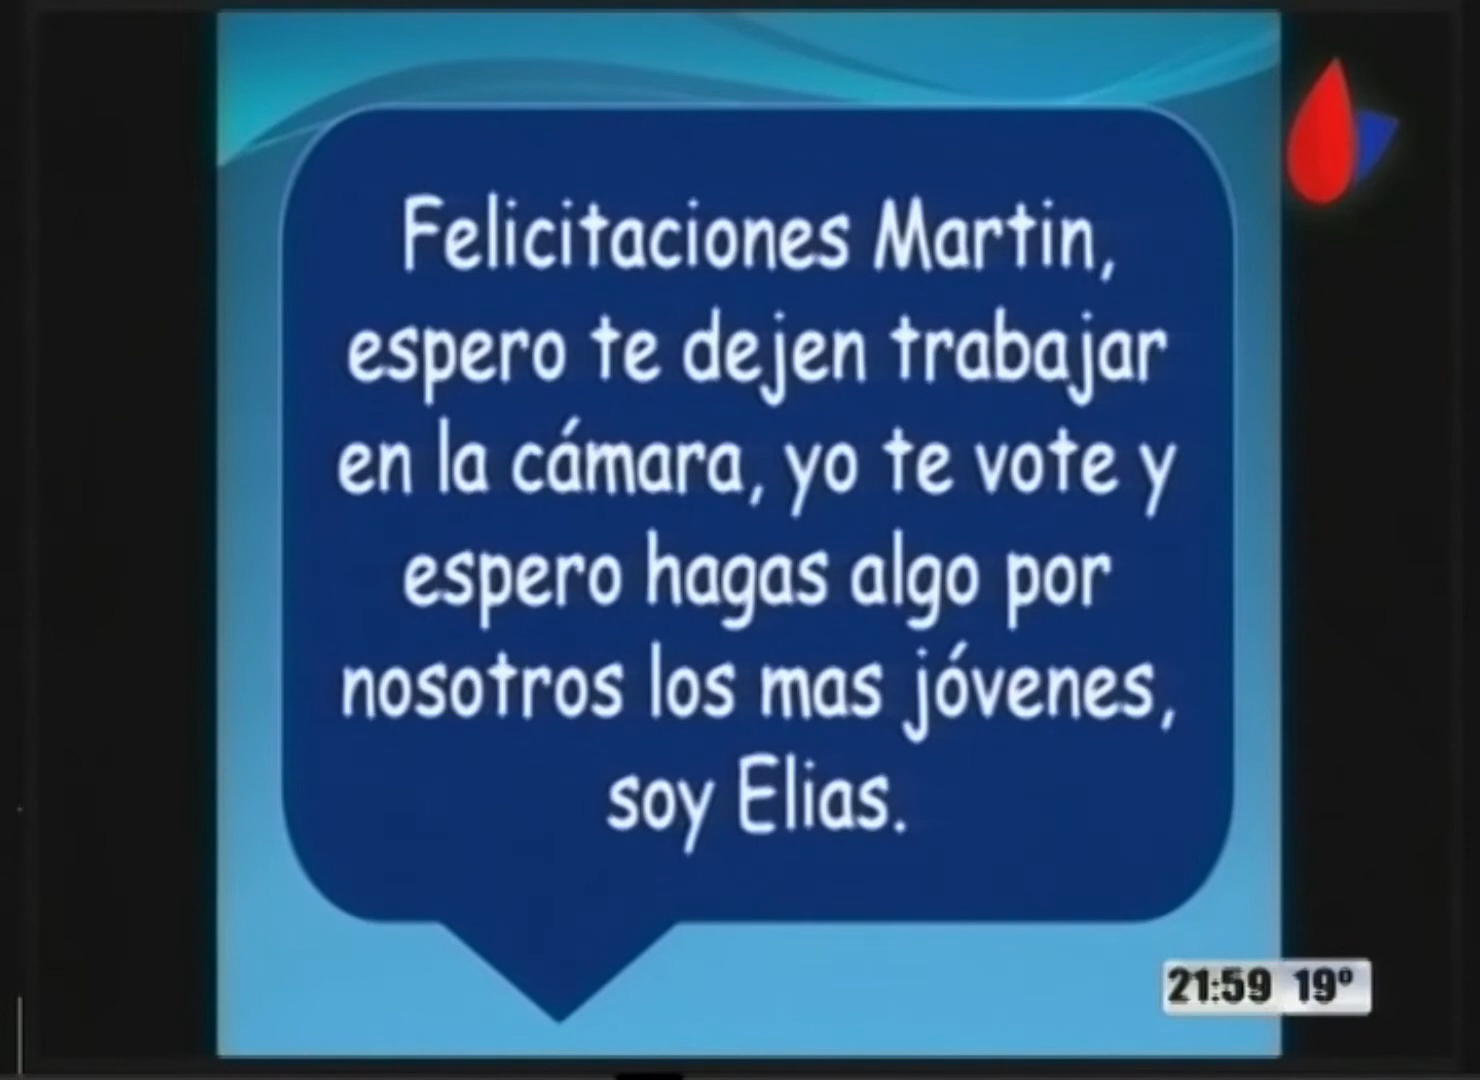 Felicitaciones Martin,
espero te dejen trabajar
en la cámara, yo te vote y
espero hagas algo por
nosotros los mas jóvenes,
soy Elias.
21:59 19º